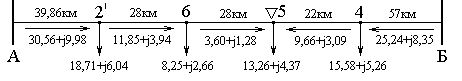 39,86км 2' 28км 6 28км ▽5 22км 4 57км
30,56+j9,98 11,85+j3,94 3,60+j1,28 9,66+j3,09 25,24+j8,35
А Б
18,71+j6,04 8,25+j2,66 13,26+j4,37 15,58+j5,26